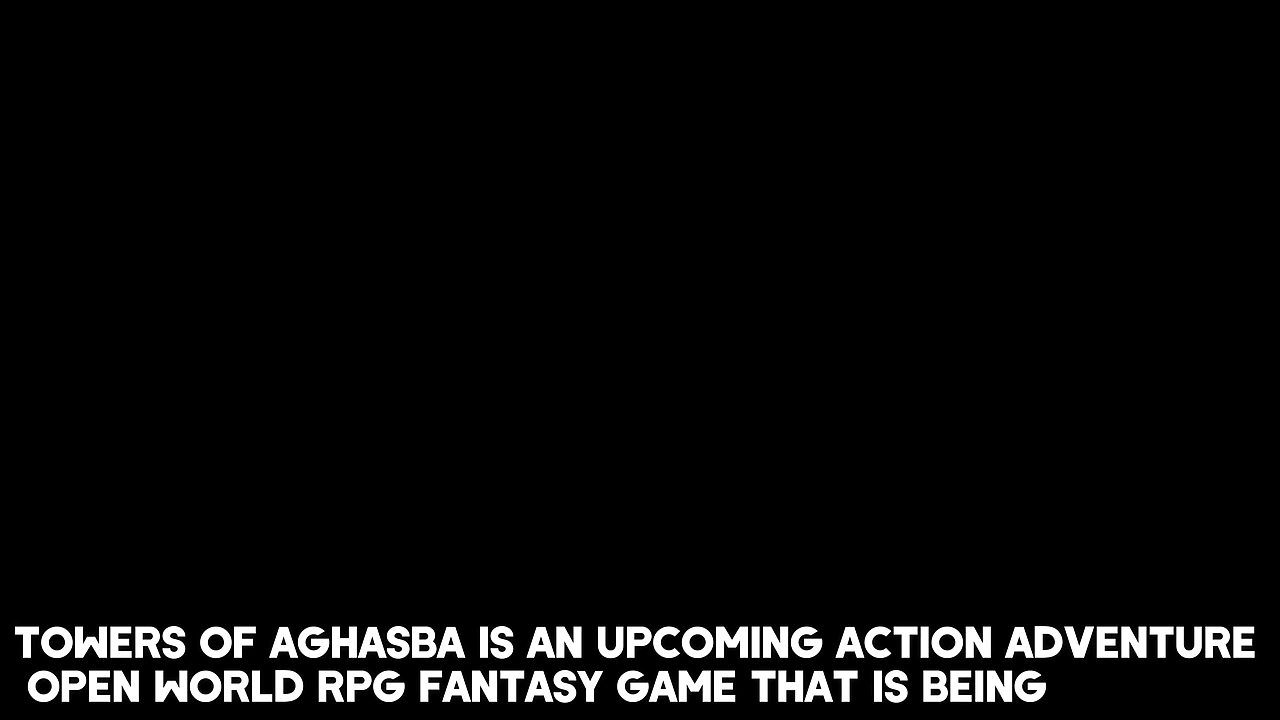 TOWERS OF AGHASBA IS AN UPCOMING ACTION ADVENTURE
OPEN WORLD RPG FANTASY GAME THAT IS BEING